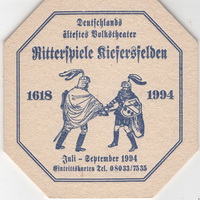 Deutschlands
ältestes Volkstheater
Ritterspiele Kiefersfelden
1618 1994
Juli - September 1994
Eintrittskarten Tel. 08033/7535